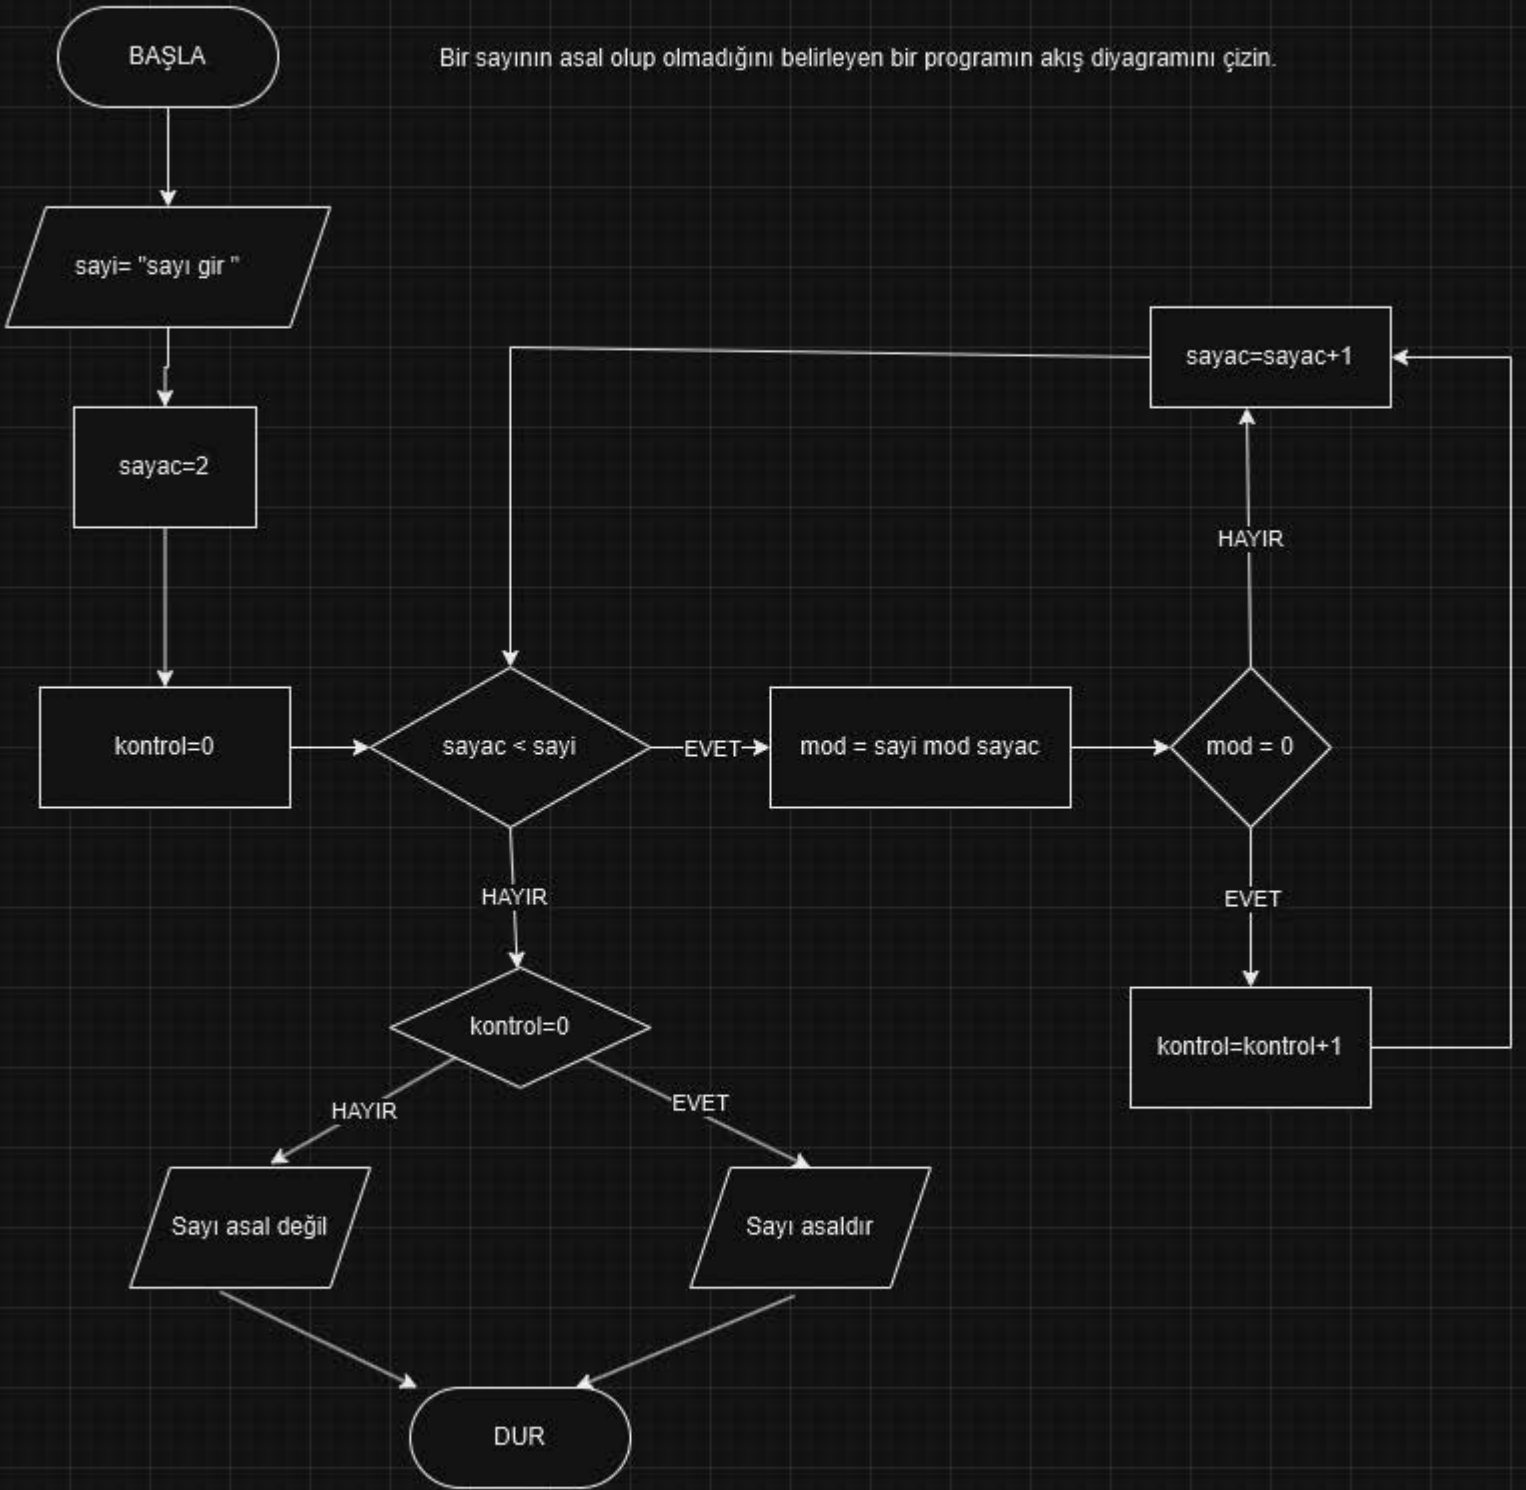 BAŞLA
Bir sayının asal olup olmadığını belirleyen bir programın akış diyagramını çizin.
sayi= "sayı gir "
sayac=sayac+1
sayac=2
HAYIR
kontrol=0
sayac < sayi
EVET
mod = sayi mod sayac
mod = 0
HAYIR
EVET
kontrol=0
kontrol=kontrol+1
HAYIR
EVET
Sayı asal değil
Sayı asaldır
DUR